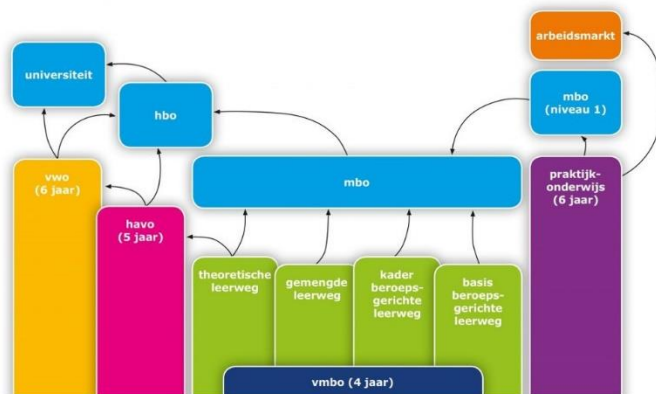 arbeidsmarkt
universiteit
mbo
(niveau 1)
hbo
vwo
(6 jaar)
mbo
praktijk-
onderwijs
(6 jaar)
havo
(5 jaar)
theoretische
leerweg
gemengde
leerweg
kader
beroeps-
gerichte
leerweg
basis
beroeps-
gerichte
leerweg
vmbo (4 jaar)